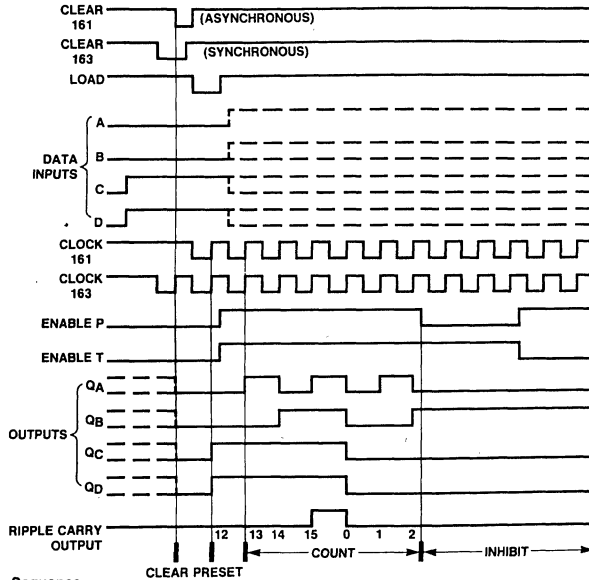 CLEAR
161
(ASYNCHRONOUS)
CLEAR
163
(SYNCHRONOUS)
LOAD
A
B
DATA
INPUTS
C
D
CLOCK
161
CLOCK
163
ENABLE P
ENABLE T
QA
QB
OUTPUTS
QC
QD
RIPPLE CARRY
OUTPUT
12 13 14 15 0 1 2
COUNT INHIBIT
CLEAR PRESET